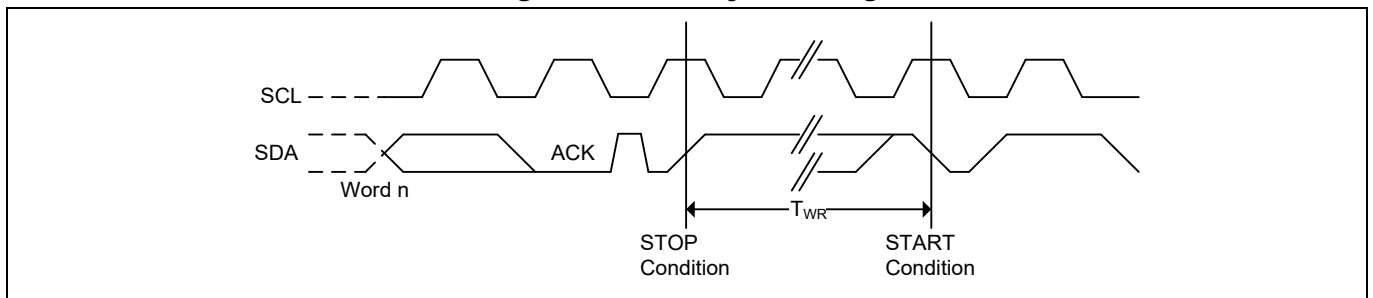 SCL
SDA
ACK
Word n
TWR
STOP
Condition
START
Condition